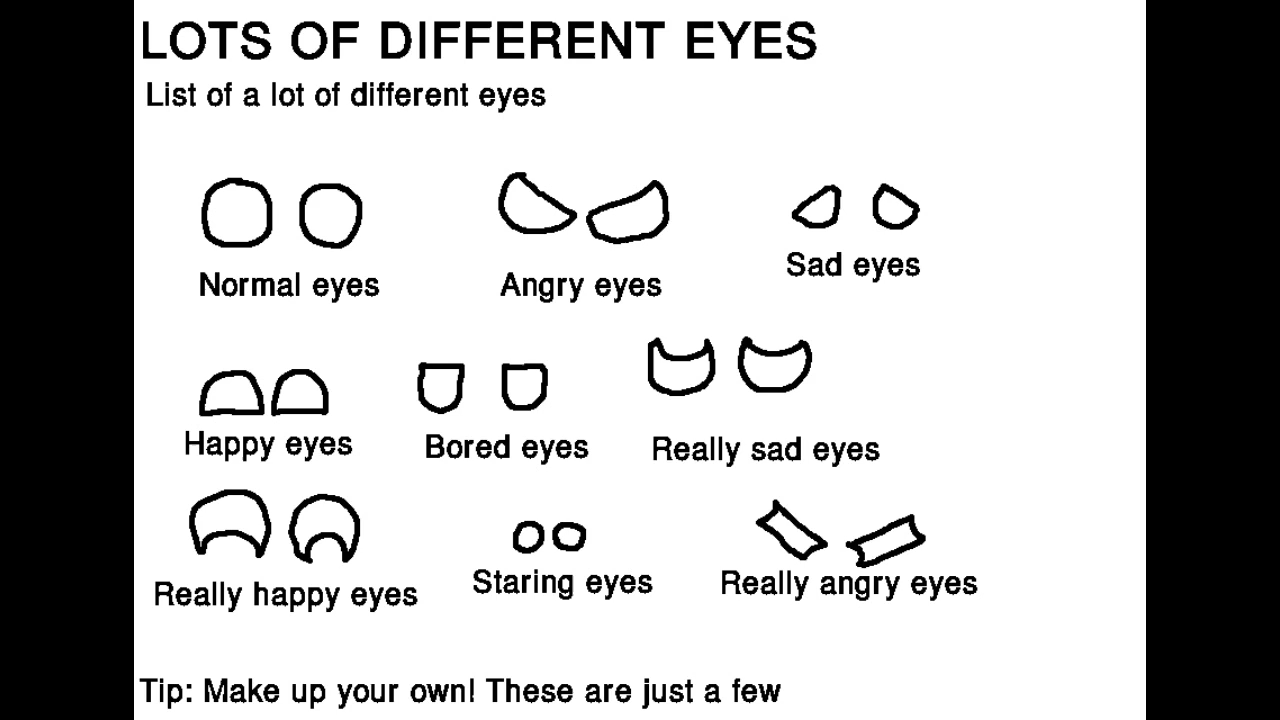 LOTS OF DIFFERENT EYES
List of a lot of different eyes
Normal eyes
Angry eyes
Sad eyes
Happy eyes
Bored eyes
Really sad eyes
Really happy eyes
Staring eyes
Really angry eyes
Tip: Make up your own! These are just a few